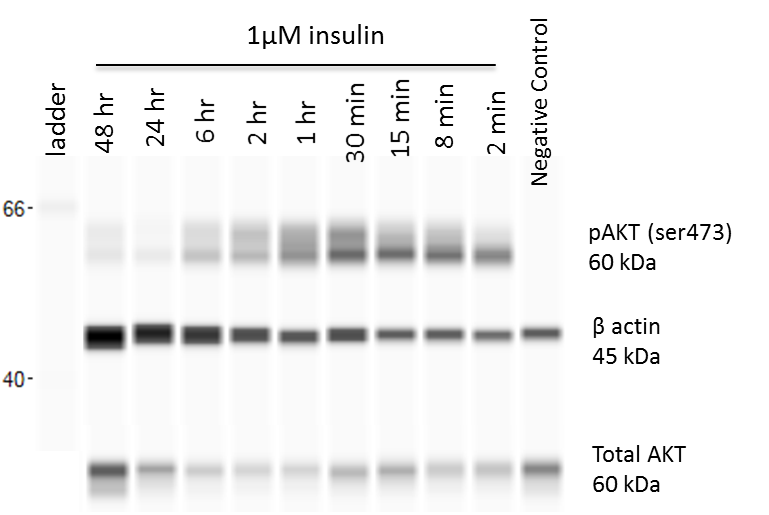 1µM insulin
ladder
48 hr
24 hr
6 hr
2 hr
1 hr
30 min
15 min
8 min
2 min
Negative Control
66-
pAKT (ser473)
60 kDa
β actin
45 kDa
40-
Total AKT
60 kDa